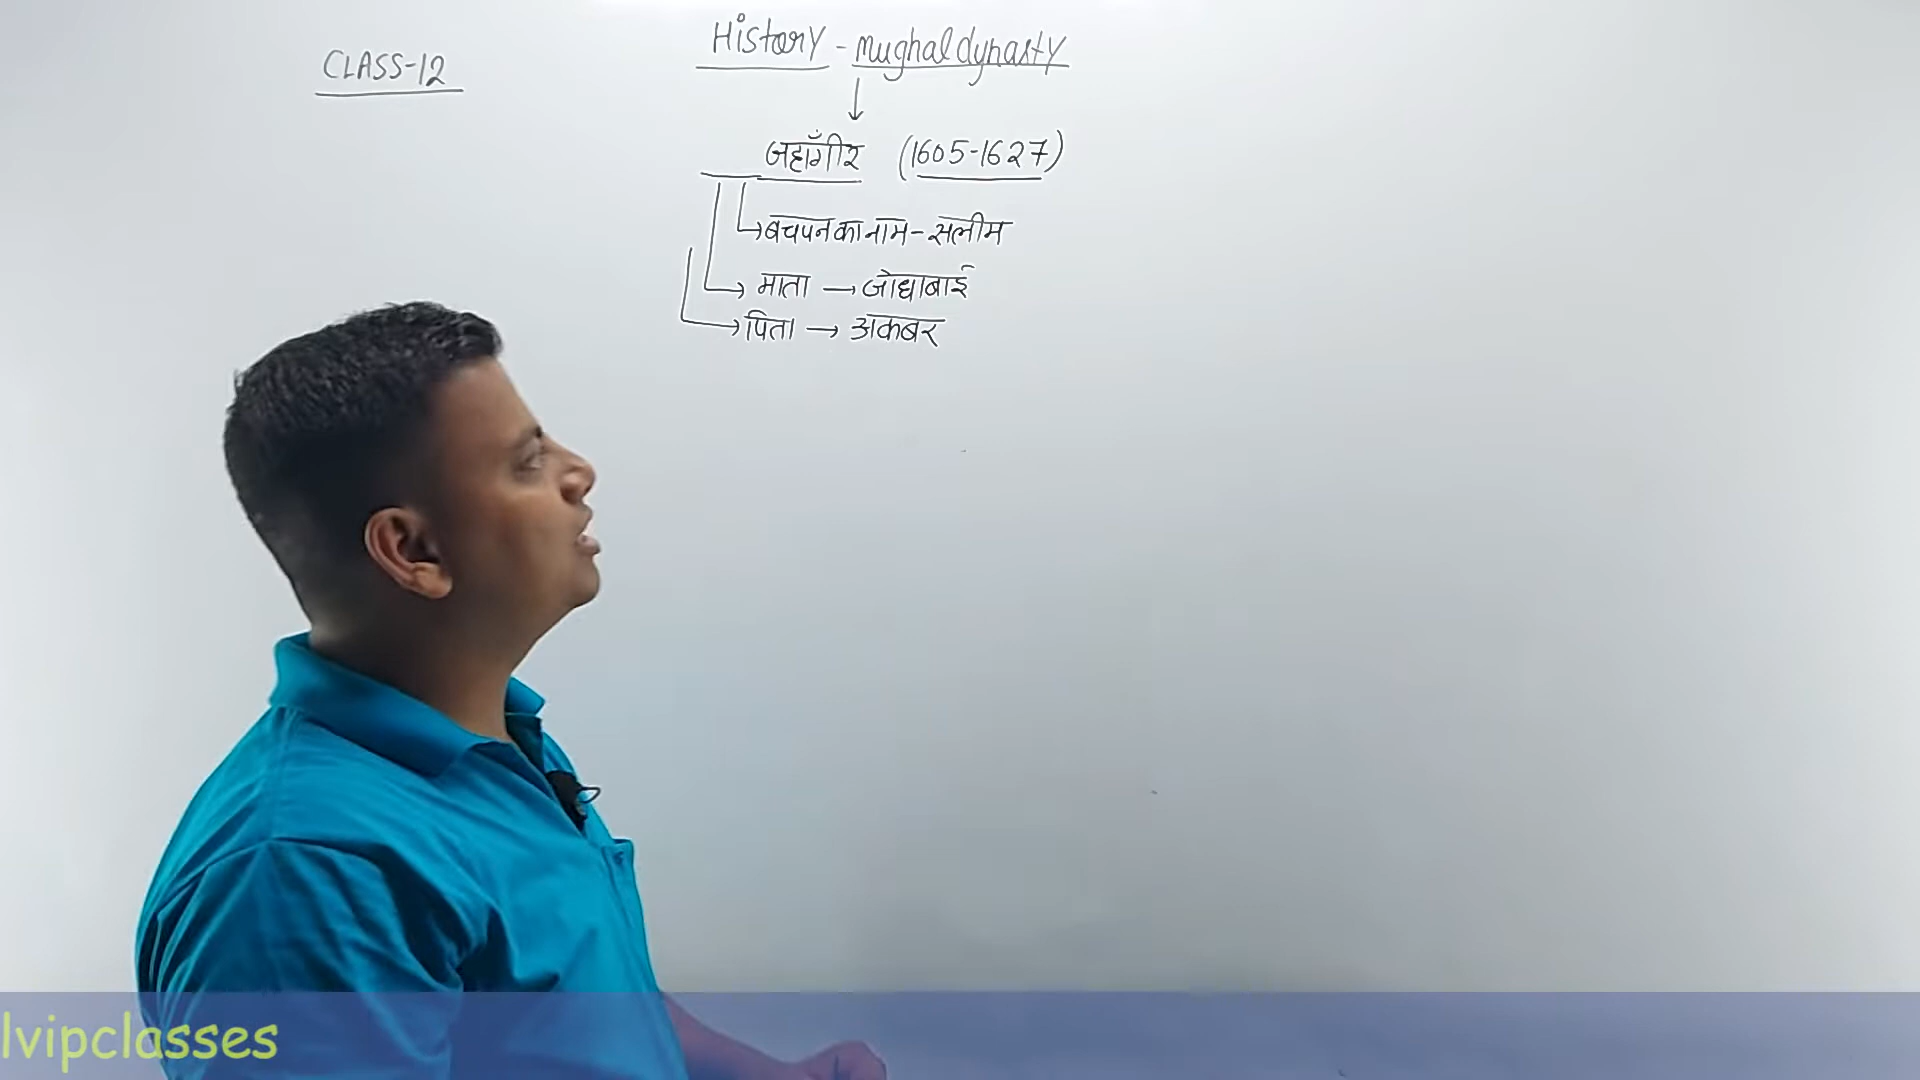 CLASS-12
History - mughal dynasty
जहाँगीर (1605-1627)
बचपन का नाम - सलीम
माता → जोधाबाई
पिता → अकबर
lvipclasses